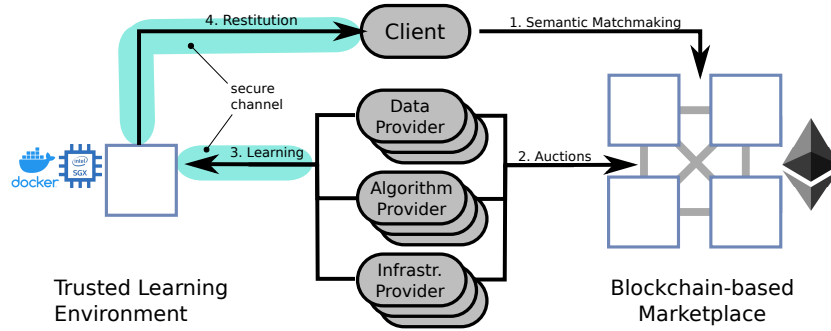 4. Restitution
Client
1. Semantic Matchmaking
secure
channel
Data
Provider
docker
intel
SGX
3. Learning
2. Auctions
Algorithm
Provider
Infrastr.
Provider
Trusted Learning
Environment
Blockchain-based
Marketplace